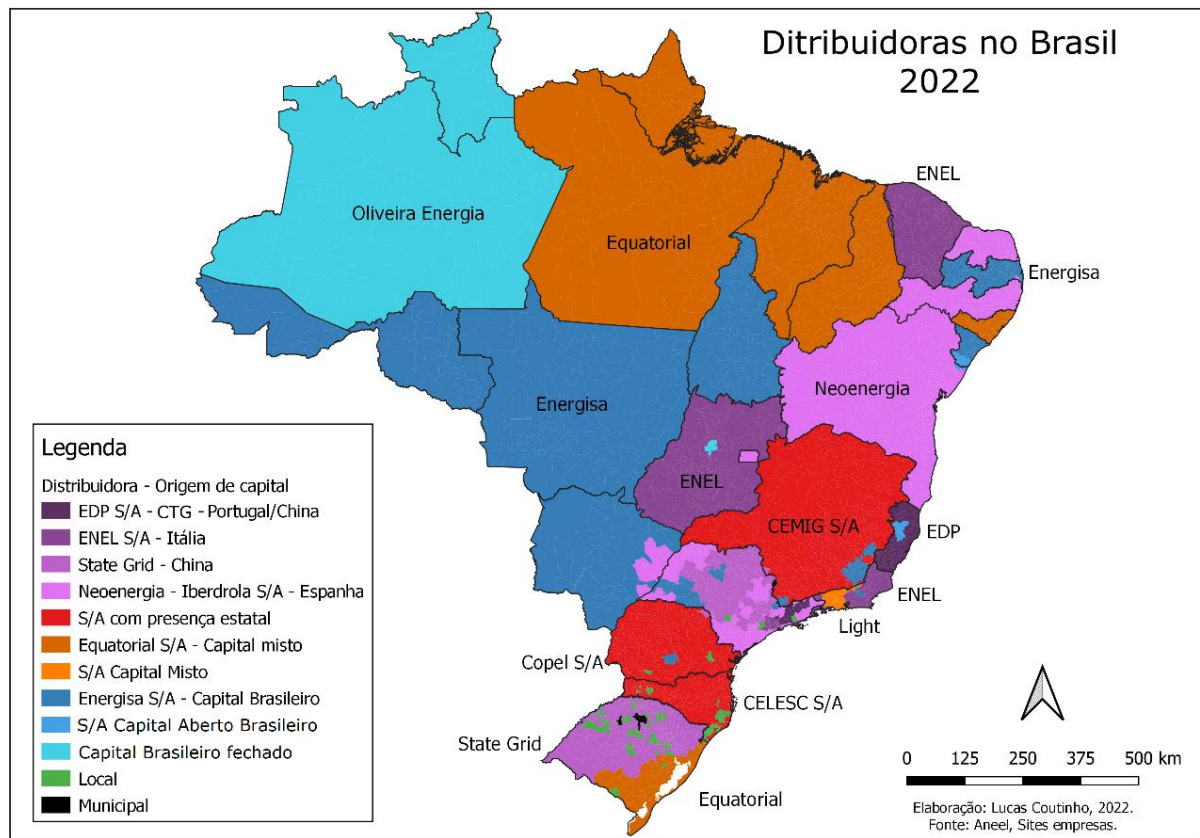 Ditribuidoras no Brasil
2022
ENEL
Oliveira Energia
Equatorial
Energisa
Neoenergia
Energisa
ENEL
CEMIG S/A
EDP
ENEL
Light
Copel S/A
CELESC S/A
State Grid
Equatorial
Legenda
Distribuidora - Origem de capital
EDP S/A - CTG - Portugal/China
ENEL S/A - Itália
State Grid - China
Neoenergia - Iberdrola S/A - Espanha
S/A com presença estatal
Equatorial S/A - Capital misto
S/A Capital Misto
Energisa S/A - Capital Brasileiro
S/A Capital Aberto Brasileiro
Capital Brasileiro fechado
Local
Municipal
0 125 250 375 500 km
Elaboração: Lucas Coutinho, 2022.
Fonte: Aneel, Sites empresas.